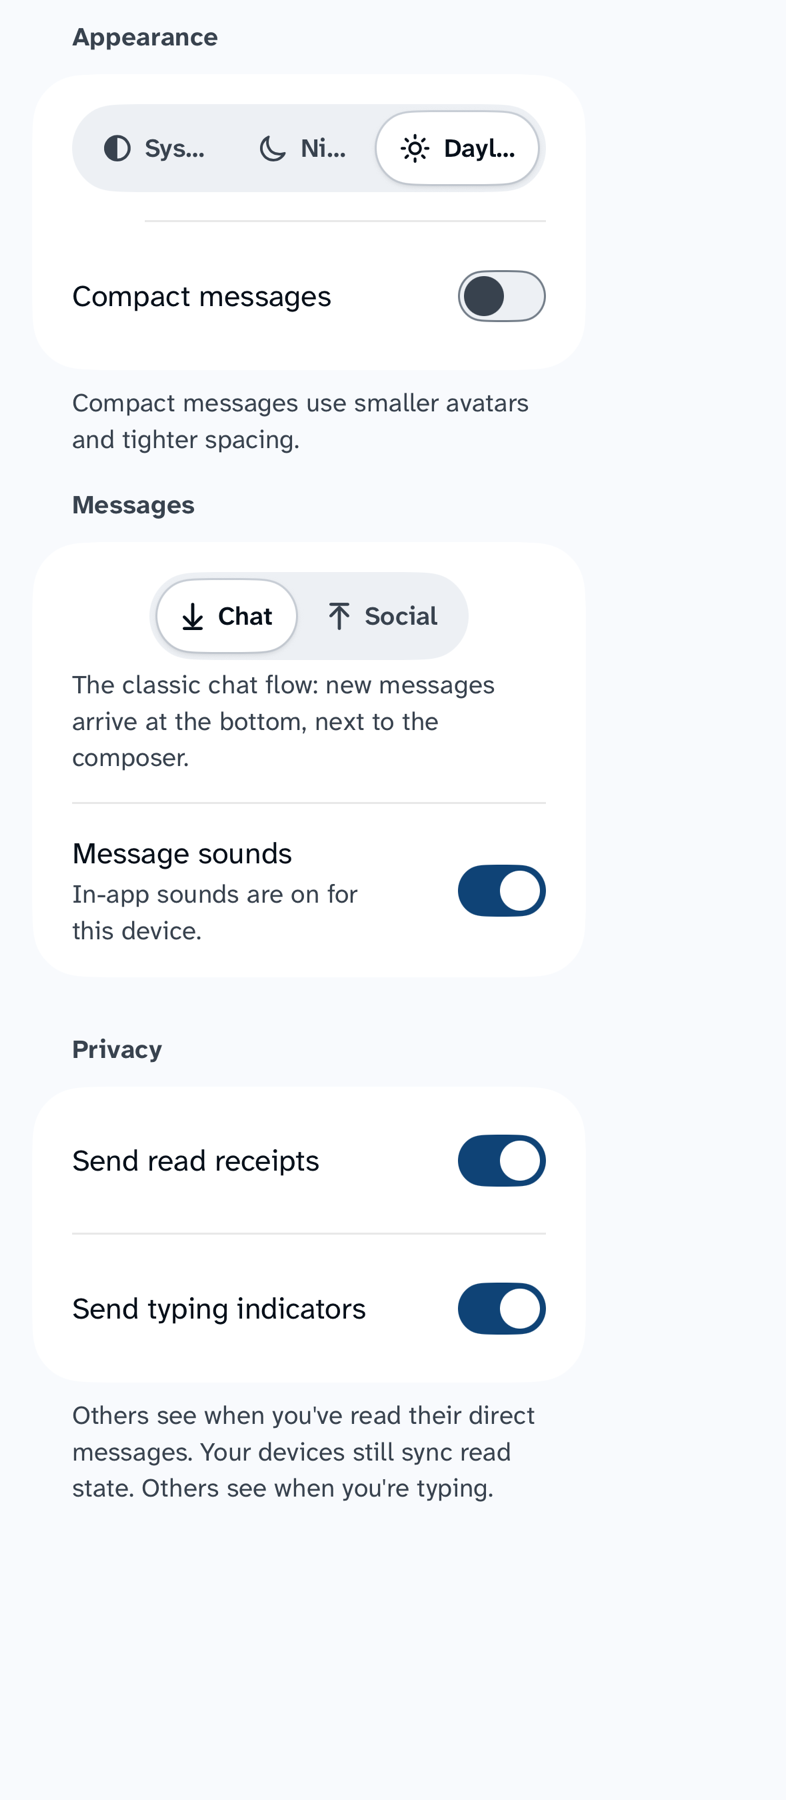 Appearance
Sys...
Ni...
Dayl...
Compact messages
Compact messages use smaller avatars
and tighter spacing.
Messages
Chat
Social
The classic chat flow: new messages
arrive at the bottom, next to the
composer.
Message sounds
In-app sounds are on for
this device.
Privacy
Send read receipts
Send typing indicators
Others see when you've read their direct
messages. Your devices still sync read
state. Others see when you're typing.